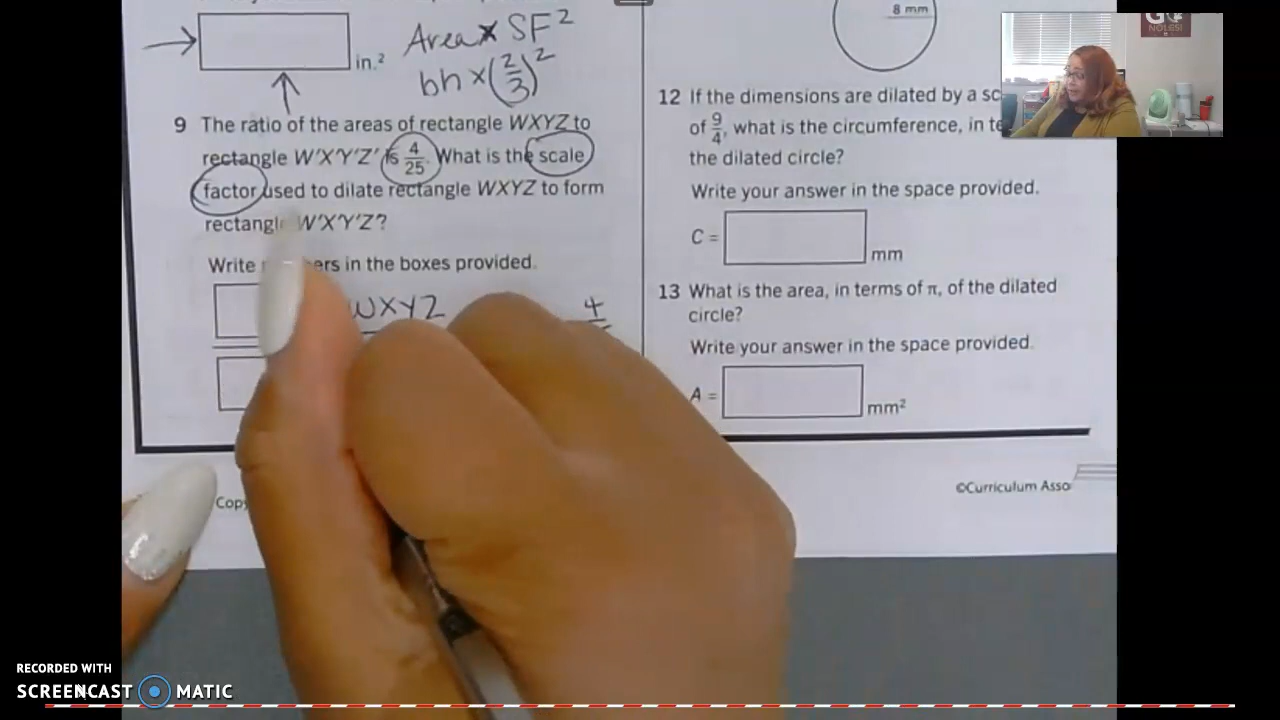 Area x SF²
in.²
bh x (2/3)²
9 The ratio of the areas of rectangle WXYZ to
rectangle W'X'Y'Z' is 4/25. What is the scale
factor used to dilate rectangle WXYZ to form
rectangle W'X'Y'Z'?
Write numbers in the boxes provided.
WXYZ
4
8 mm
12 If the dimensions are dilated by a
of 9/4, what is the circumference, in
the dilated circle?
Write your answer in the space provided.
C =
mm
13 What is the area, in terms of π, of the dilated
circle?
Write your answer in the space provided.
A =
mm²
©Curriculum Asso
RECORDED WITH
SCREENCAST MATIC